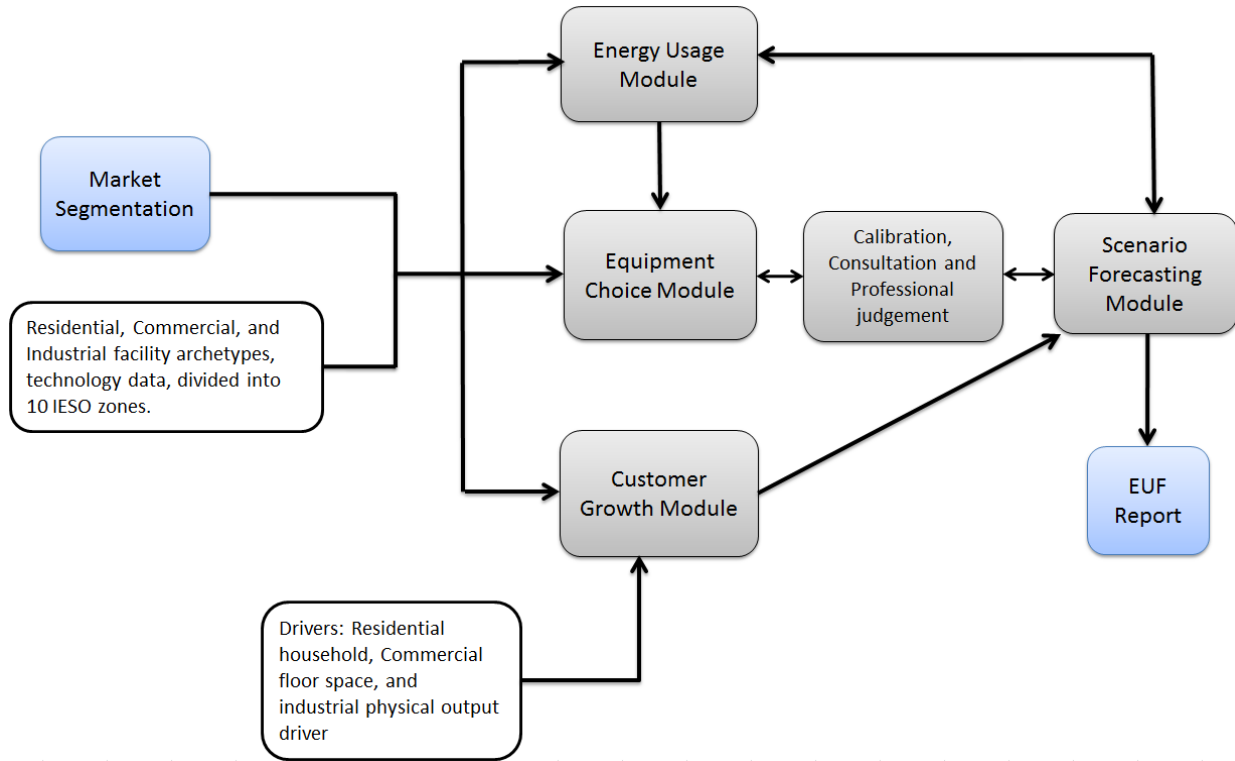 Energy Usage
Module
Market
Segmentation
Equipment
Choice Module
Calibration,
Consultation and
Professional
judgement
Scenario
Forecasting
Module
Residential, Commercial, and
Industrial facility archetypes,
technology data, divided into
10 IESO zones.
Customer
Growth Module
EUF
Report
Drivers: Residential
household, Commercial
floor space, and
industrial physical output
driver